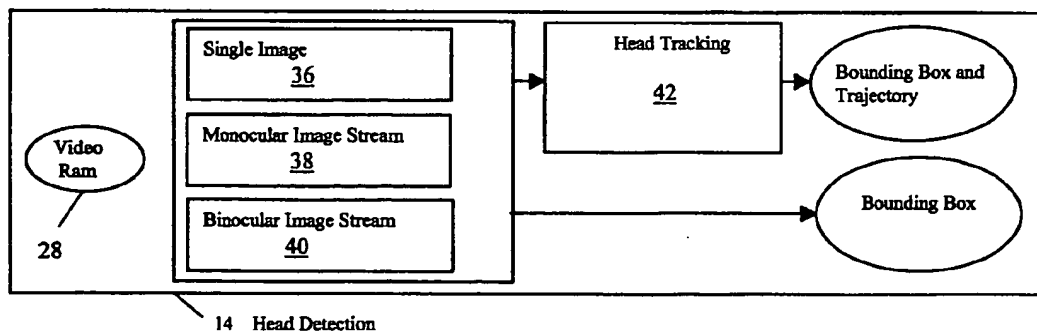 Single Image
36
Head Tracking
42
Bounding Box and
Trajectory
Video
Ram
Monocular Image Stream
38
Binocular Image Stream
40
Bounding Box
28
14 Head Detection